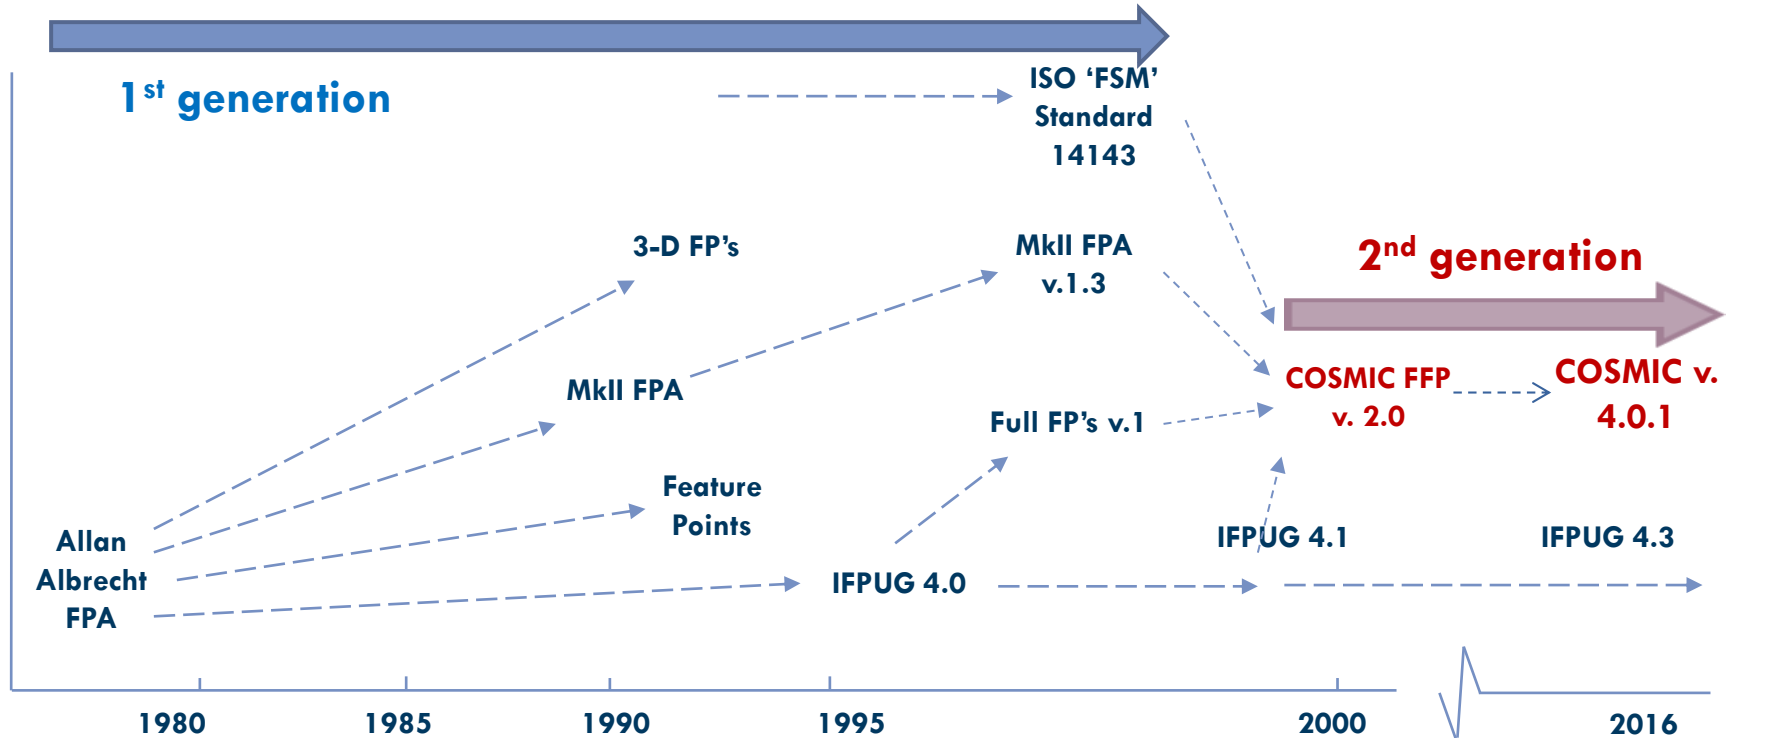 1st generation
ISO ‘FSM’
Standard
14143
3-D FP’s
MkII FPA
v.1.3
2nd generation
MkII FPA
COSMIC FFP
v. 2.0
COSMIC v.
4.0.1
Full FP’s v.1
Feature
Points
Allan
Albrecht
FPA
IFPUG 4.0
IFPUG 4.1
IFPUG 4.3
1980
1985
1990
1995
2000
2016